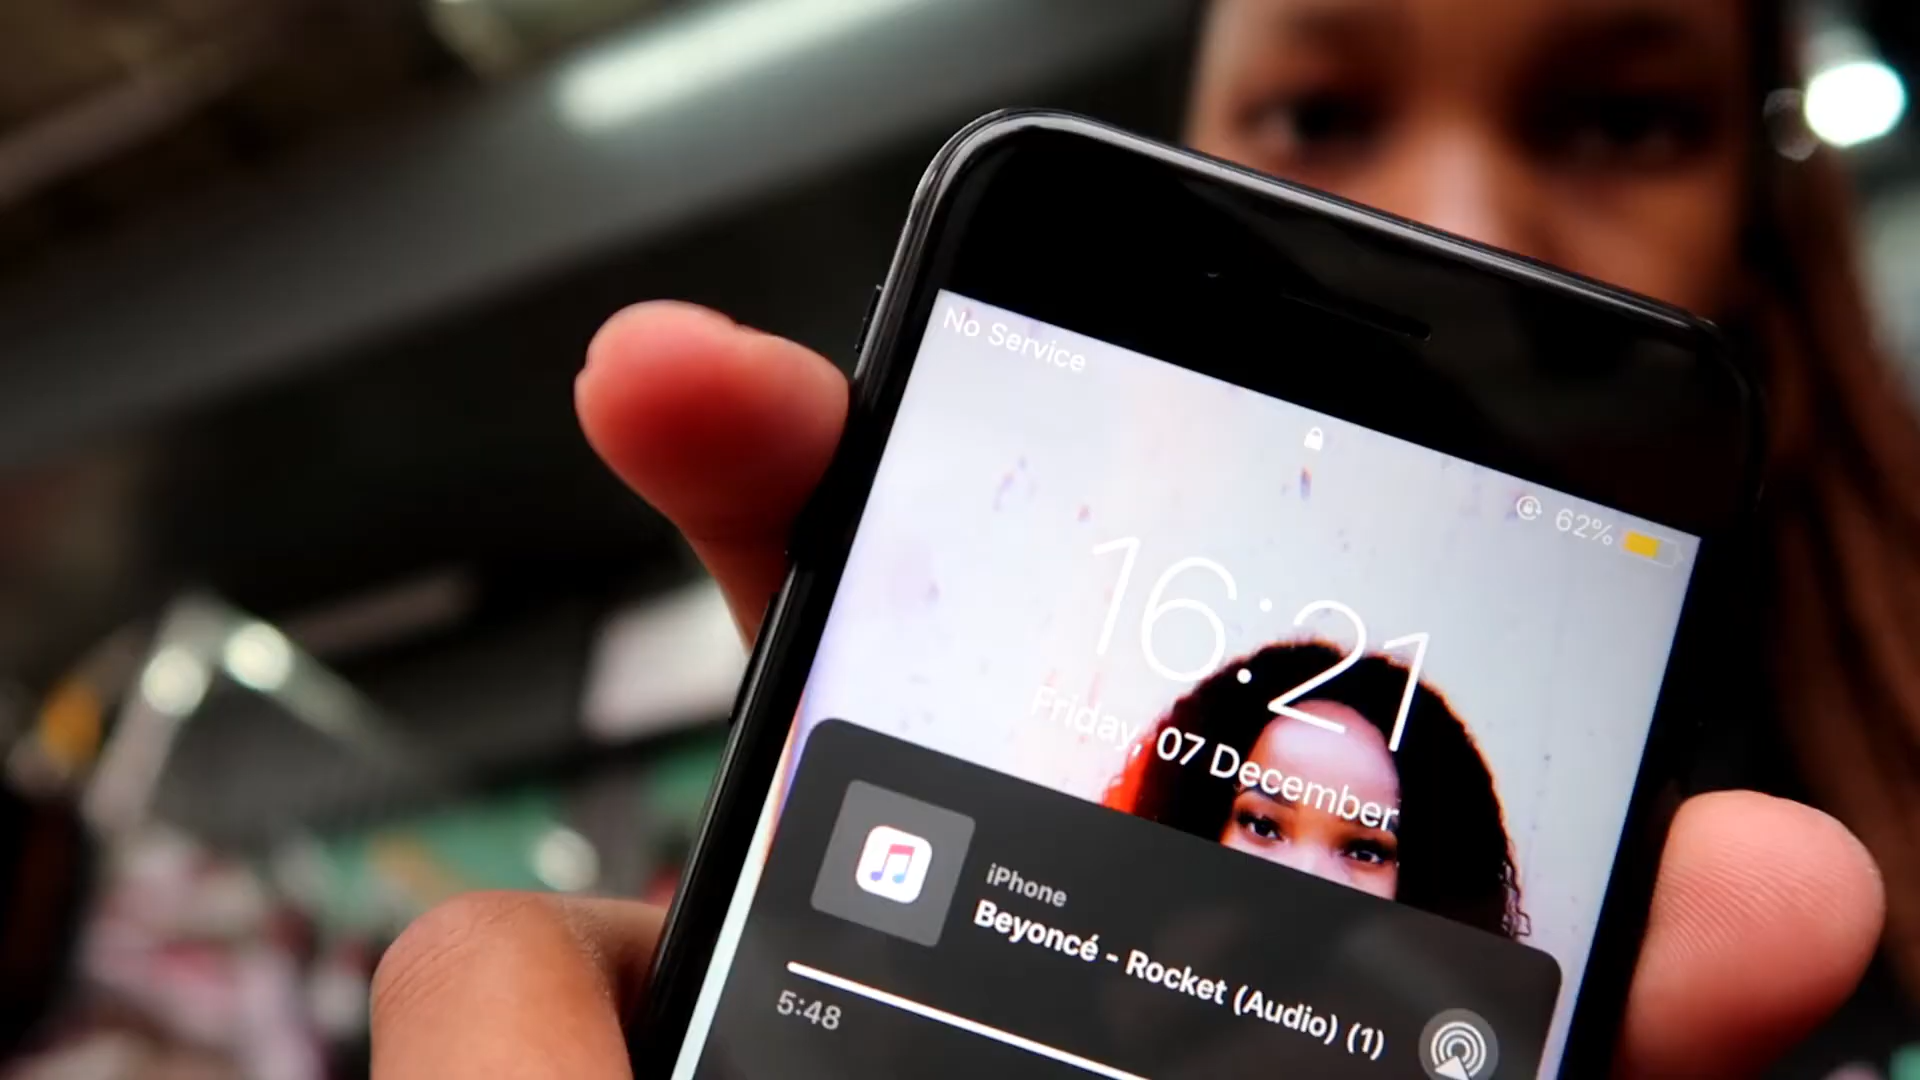 No Service
62%
16:21
Friday, 07 December
iPhone
Beyoncé - Rocket (Audio) (1)
5:48